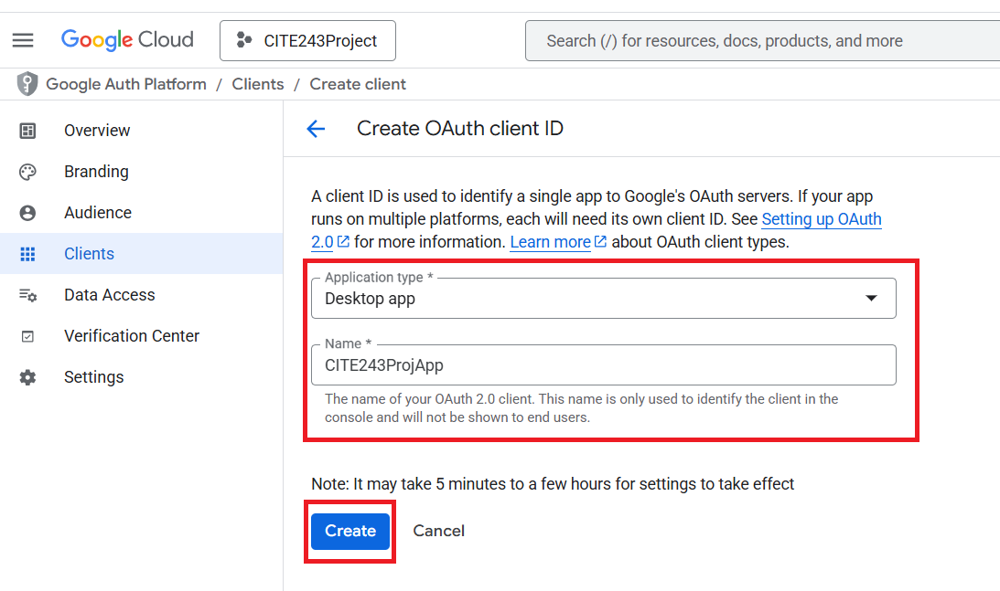 Google Cloud
CITE243Project
Search (/) for resources, docs, products, and more
Google Auth Platform / Clients / Create client
Overview
Branding
Audience
Clients
Data Access
Verification Center
Settings
Create OAuth client ID
A client ID is used to identify a single app to Google's OAuth servers. If your app
runs on multiple platforms, each will need its own client ID. See Setting up OAuth
2.0 for more information. Learn more about OAuth client types.
Application type *
Desktop app
Name *
CITE243ProjApp
The name of your OAuth 2.0 client. This name is only used to identify the client in the
console and will not be shown to end users.
Note: It may take 5 minutes to a few hours for settings to take effect
Create
Cancel